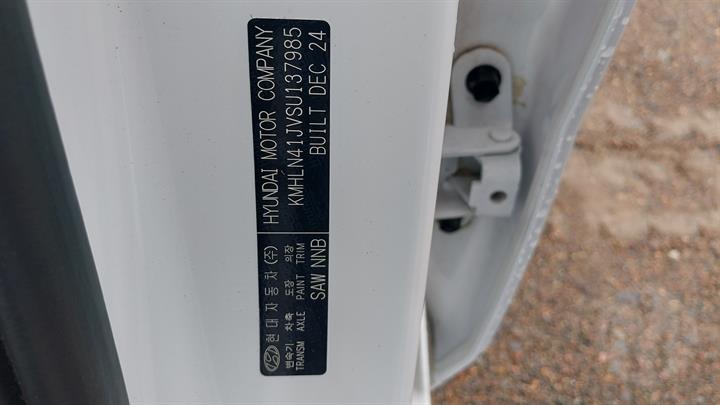 HYUNDAI MOTOR COMPANY
KMHLN41JVSU137985
BUILT DEC 24
현대자동차(주)
변속기 차축 도장 의장
TRANSM AXLE PAINT TRIM
SAW NNB